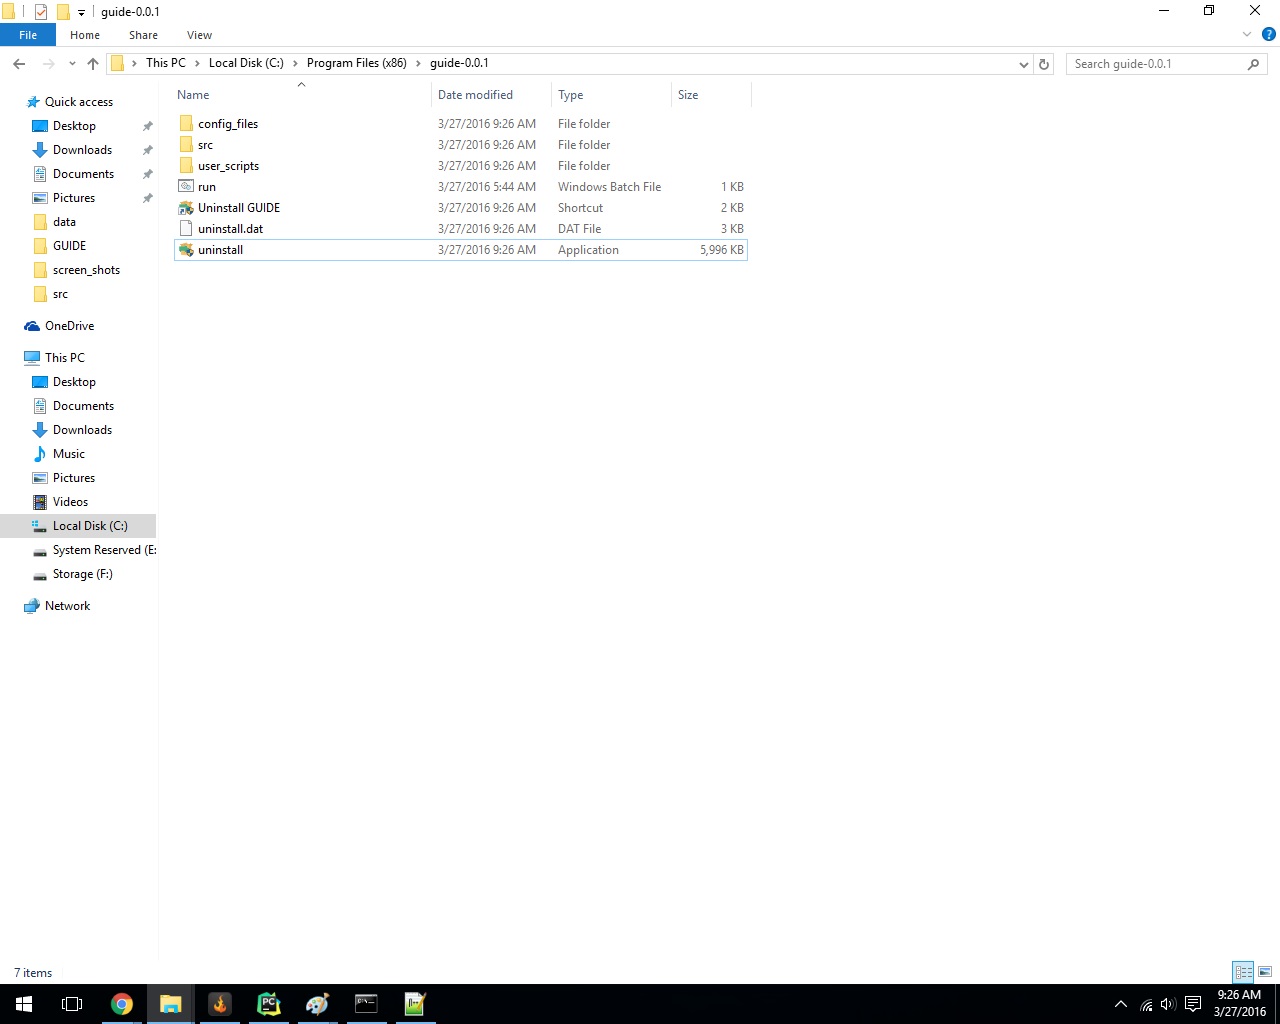 guide-0.0.1
File Home Share View
This PC Local Disk (C:) Program Files (x86) guide-0.0.1
Search guide-0.0.1
Name Date modified Type Size
config_files 3/27/2016 9:26 AM File folder
src 3/27/2016 9:26 AM File folder
user_scripts 3/27/2016 9:26 AM File folder
run 3/27/2016 5:44 AM Windows Batch File 1 KB
Uninstall GUIDE 3/27/2016 9:26 AM Shortcut 2 KB
uninstall.dat 3/27/2016 9:26 AM DAT File 3 KB
uninstall 3/27/2016 9:26 AM Application 5,996 KB
Quick access
Desktop
Downloads
Documents
Pictures
data
GUIDE
screen_shots
src
OneDrive
This PC
Desktop
Documents
Downloads
Music
Pictures
Videos
Local Disk (C:)
System Reserved (E:
Storage (F:)
Network
7 items
9:26 AM
3/27/2016